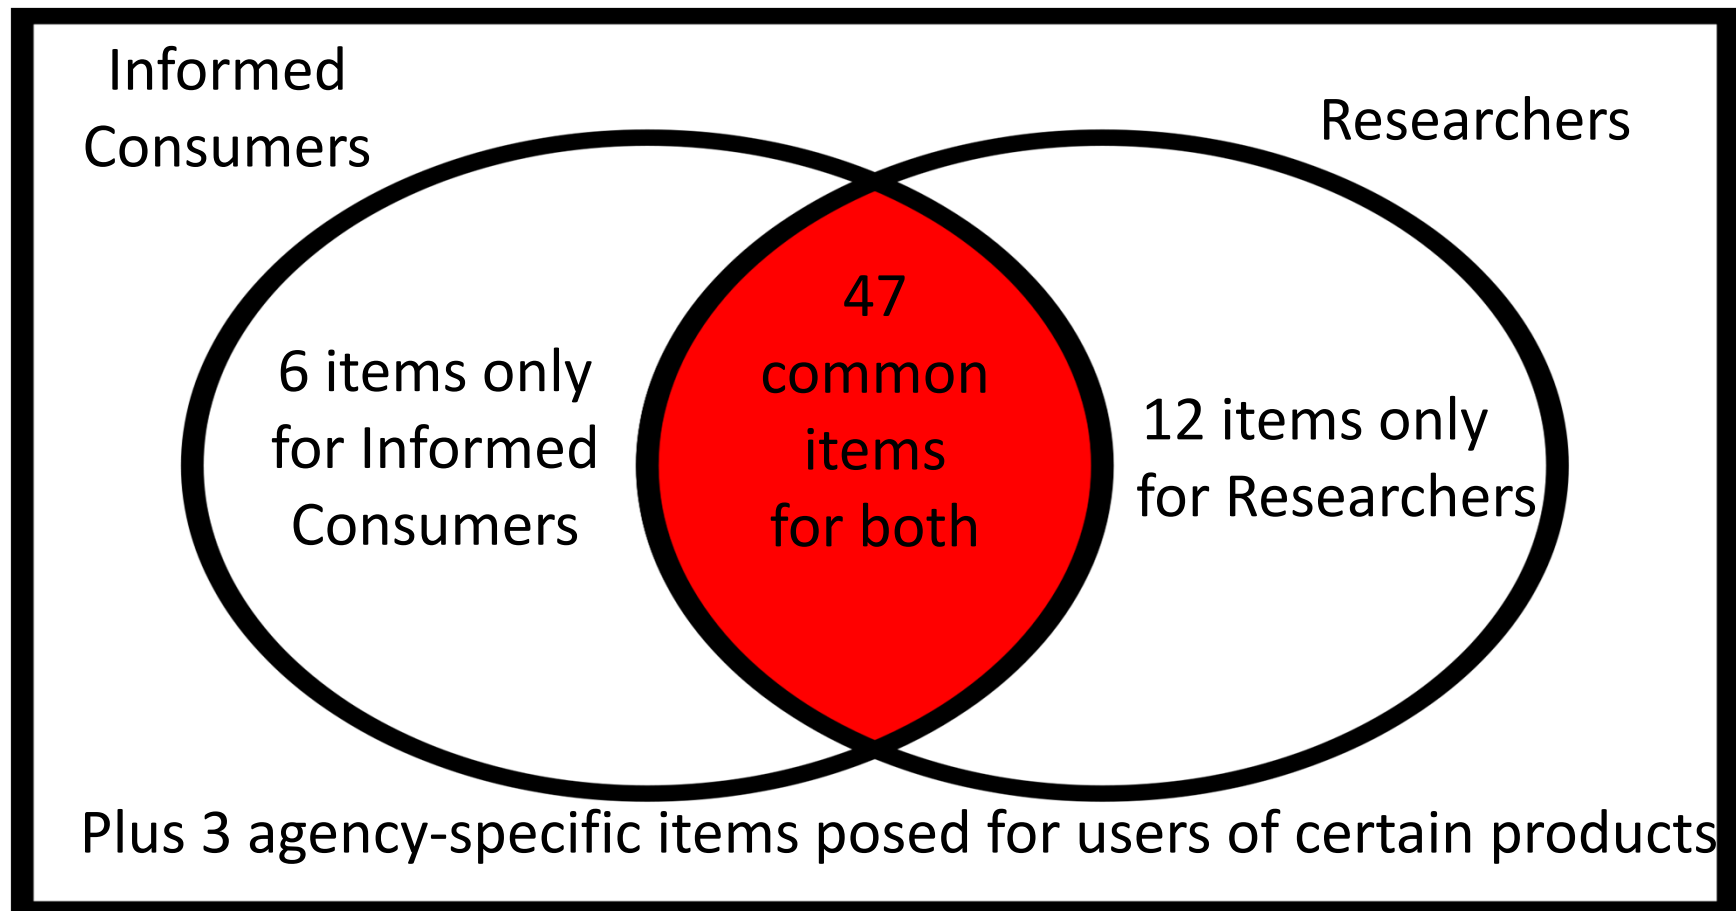 Informed
Consumers
Researchers
6 items only
for Informed
Consumers
47
common
items
for both
12 items only
for Researchers
Plus 3 agency-specific items posed for users of certain products